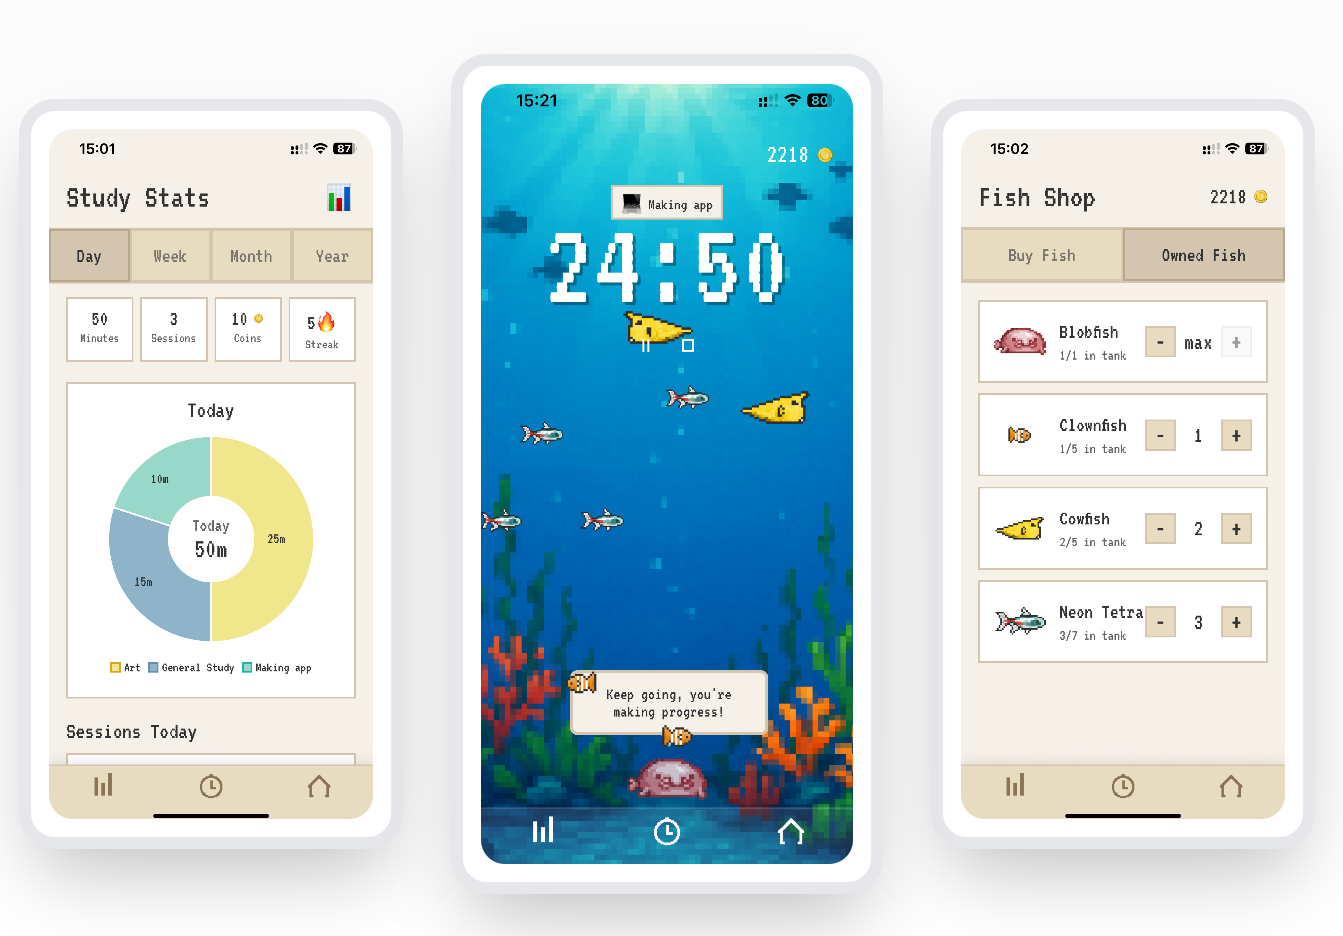 15:01
87
Study Stats
Day
Week
Month
Year
50
Minutes
3
Sessions
10
Coins
5
Streak
Today
10m
25m
15m
Today
50m
Art
General Study
Making app
Sessions Today
15:21
80
2218
Making app
24:50
Keep going, you're
making progress!
15:02
87
Fish Shop
2218
Buy Fish
Owned Fish
Blobfish
1/1 in tank
-
max
+
Clownfish
1/5 in tank
-
1
+
Cowfish
2/5 in tank
-
2
+
Neon Tetra
3/7 in tank
-
3
+